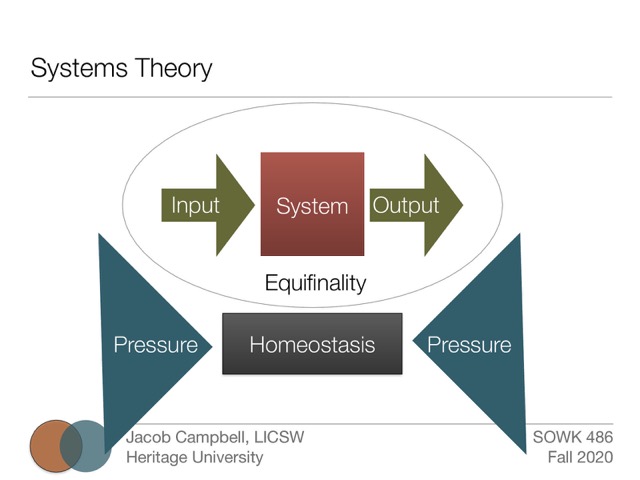 Systems Theory
Input
System
Output
Equifinality
Pressure
Homeostasis
Pressure
Jacob Campbell, LICSW
Heritage University
SOWK 486
Fall 2020